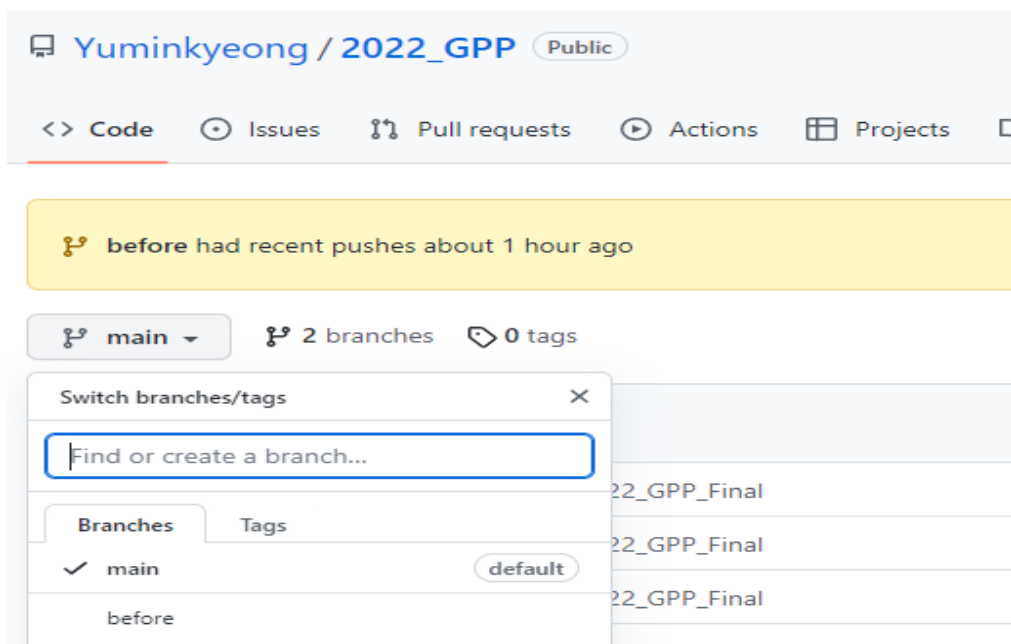 Yuminkyeong / 2022_GPP Public
<> Code Issues Pull requests Actions Projects
before had recent pushes about 1 hour ago
main 2 branches 0 tags
Switch branches/tags
Find or create a branch...
22_GPP_Final
Branches Tags
22_GPP_Final
main default
22_GPP_Final
before